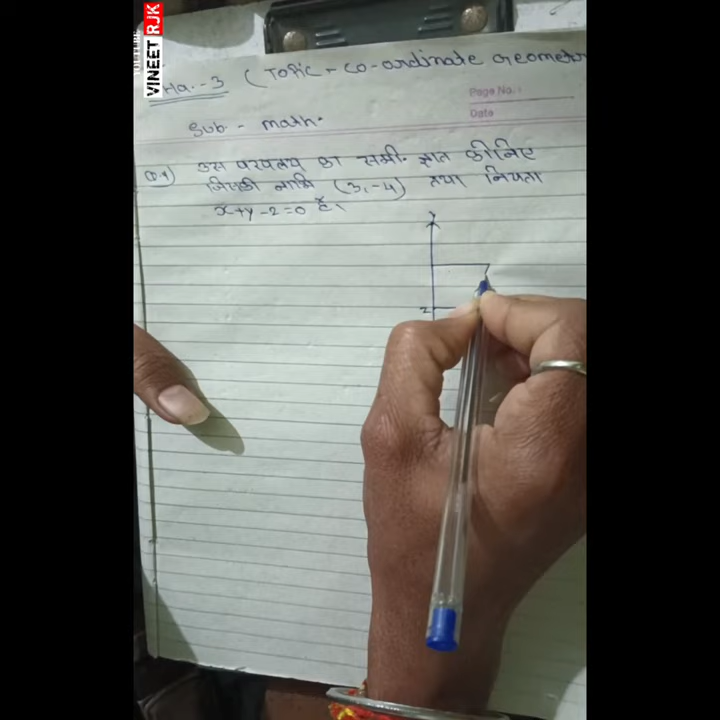 VINEET RJK
Ha.-3 (Topic - Co-ordinate Geometr
Page No. :
Date
Sub. - math.
Q.1) उस परवलय का समी. ज्ञात कीजिए
जिसकी नाभि (3, -4) तथा नियता
x+y-2=0 है।
y
Z